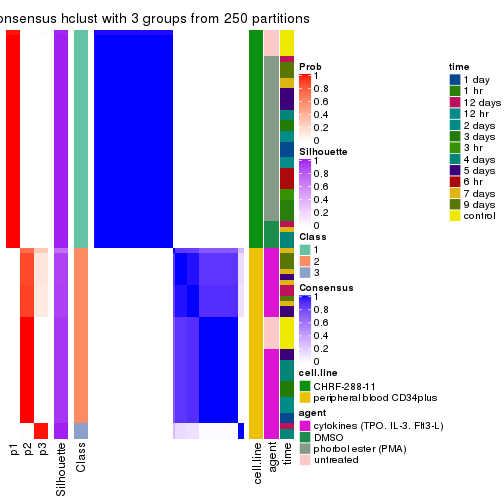 onsensus hclust with 3 groups from 250 partitions
Prob
1
0.8
0.6
0.4
0.2
0
Silhouette
1
0.8
0.6
0.4
0.2
0
Class
1
2
3
Consensus
1
0.8
0.6
0.4
0.2
0
cell.line
CHRF-288-11
peripheral blood CD34plus
agent
cytokines (TPO, IL-3, Flt3-L)
DMSO
phorbol ester (PMA)
untreated
time
1 day
1 hr
12 days
12 hr
2 days
3 days
3 hr
4 days
5 days
6 hr
7 days
9 days
control
p1
p2
p3
Silhouette
Class
cell.line
agent
time